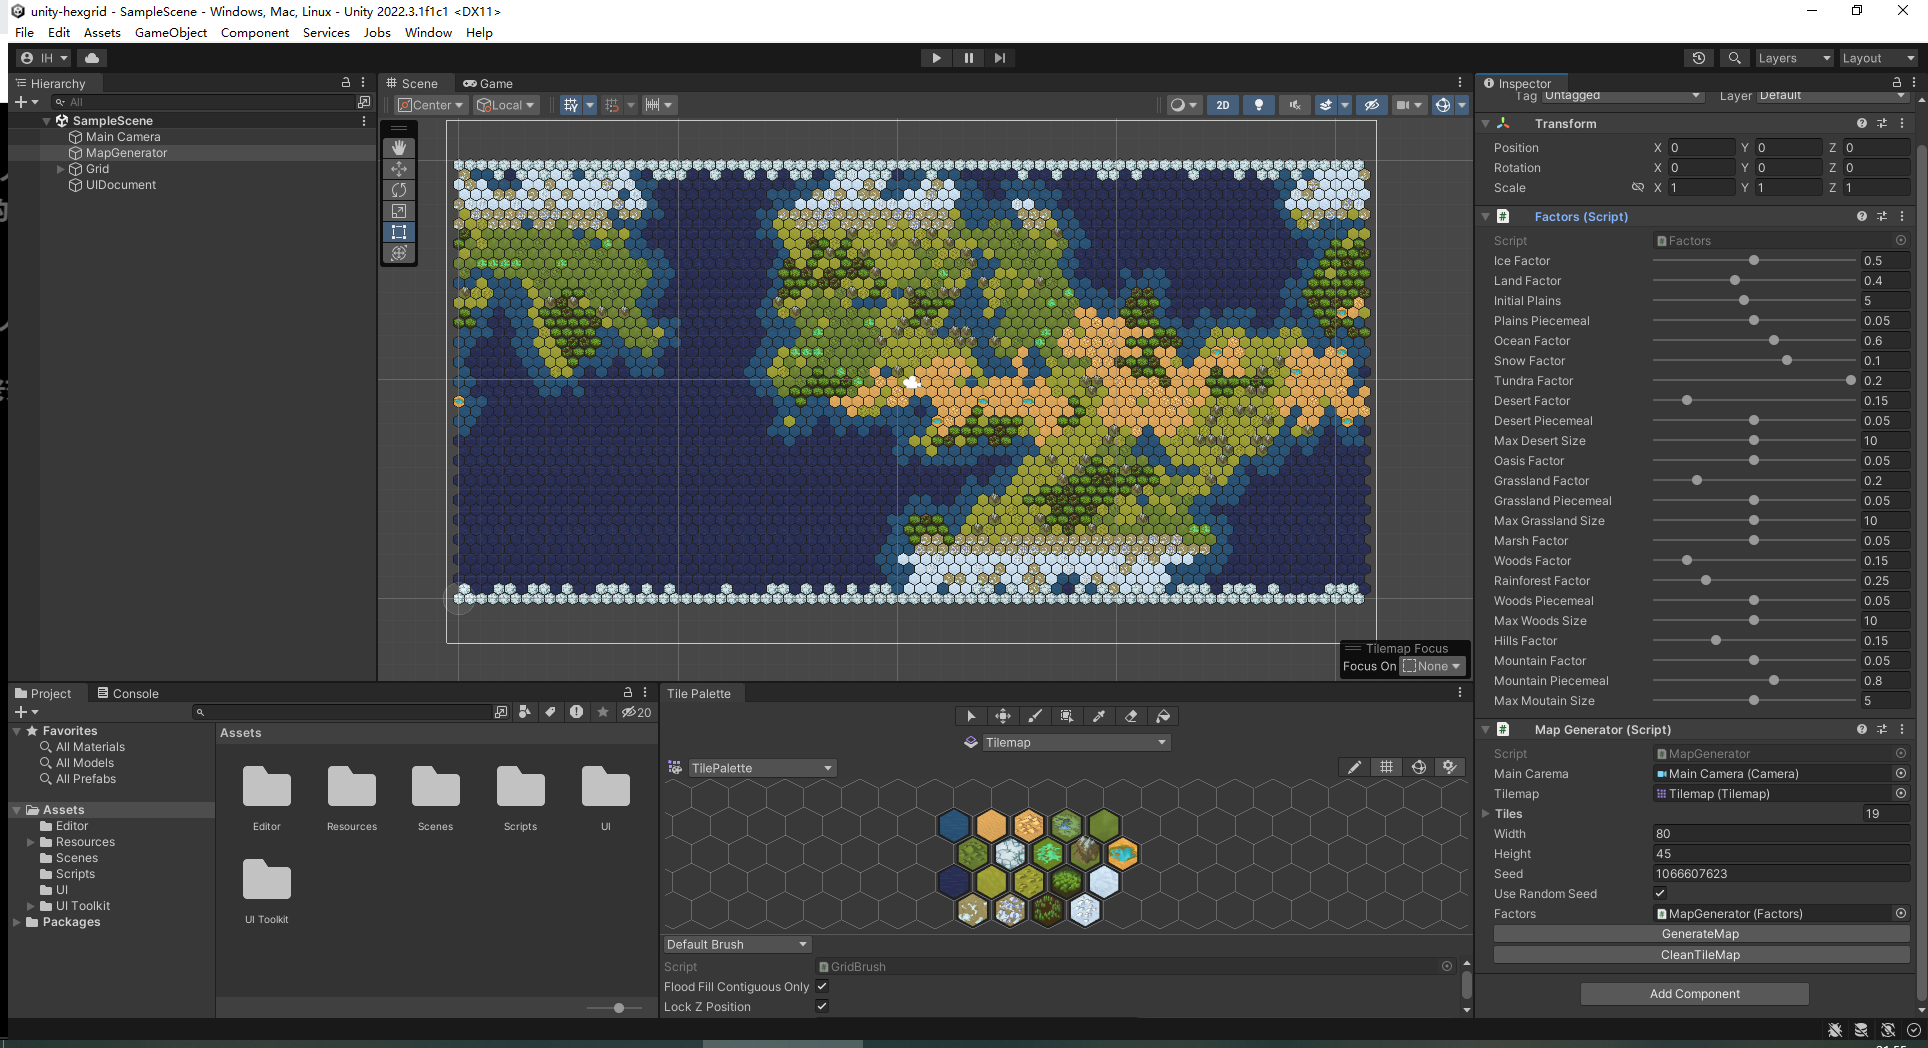 unity-hexgrid - SampleScene - Windows, Mac, Linux - Unity 2022.3.1f1c1 <DX11>
File Edit Assets GameObject Component Services Jobs Window Help
IH
Layers Layout
Hierarchy
All
SampleScene
Main Camera
MapGenerator
Grid
UIDocument
Scene Game
Center Local 2D
Tilemap Focus
Focus On None
Inspector
Tag Untagged Layer Default
Transform
Position X 0 Y 0 Z 0
Rotation X 0 Y 0 Z 0
Scale X 1 Y 1 Z 1
# Factors (Script)
Script Factors
Ice Factor 0.5
Land Factor 0.4
Initial Plains 5
Plains Piecemeal 0.05
Ocean Factor 0.6
Snow Factor 0.1
Tundra Factor 0.2
Desert Factor 0.15
Desert Piecemeal 0.05
Max Desert Size 10
Oasis Factor 0.05
Grassland Factor 0.2
Grassland Piecemeal 0.05
Max Grassland Size 10
Marsh Factor 0.05
Woods Factor 0.15
Rainforest Factor 0.25
Woods Piecemeal 0.05
Max Woods Size 10
Hills Factor 0.15
Mountain Factor 0.05
Mountain Piecemeal 0.8
Max Moutain Size 5
# Map Generator (Script)
Script MapGenerator
Main Carema Main Camera (Camera)
Tilemap Tilemap (Tilemap)
Tiles 19
Width 80
Height 45
Seed 1066607623
Use Random Seed
Factors MapGenerator (Factors)
GenerateMap
CleanTileMap
Add Component
Project Console
20
Favorites
All Materials
All Models
All Prefabs
Assets
Editor
Resources
Scenes
Scripts
UI
UI Toolkit
Packages
Assets
Editor Resources Scenes Scripts UI
UI Toolkit
Tile Palette
Tilemap
TilePalette
Default Brush
Script GridBrush
Flood Fill Contiguous Only
Lock Z Position